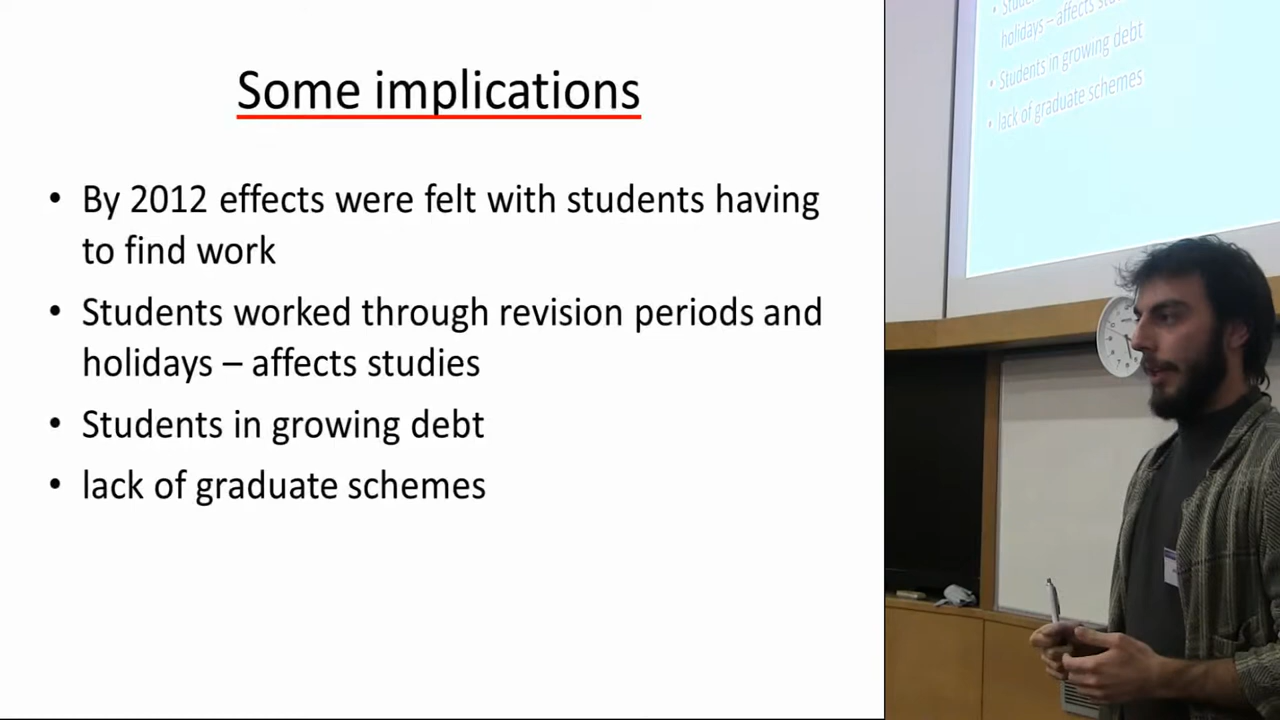 Some implications
• By 2012 effects were felt with students having
to find work
• Students worked through revision periods and
holidays – affects studies
• Students in growing debt
• lack of graduate schemes
• Stude
holidays – affects stu
• Students in growing debt
• lack of graduate schemes